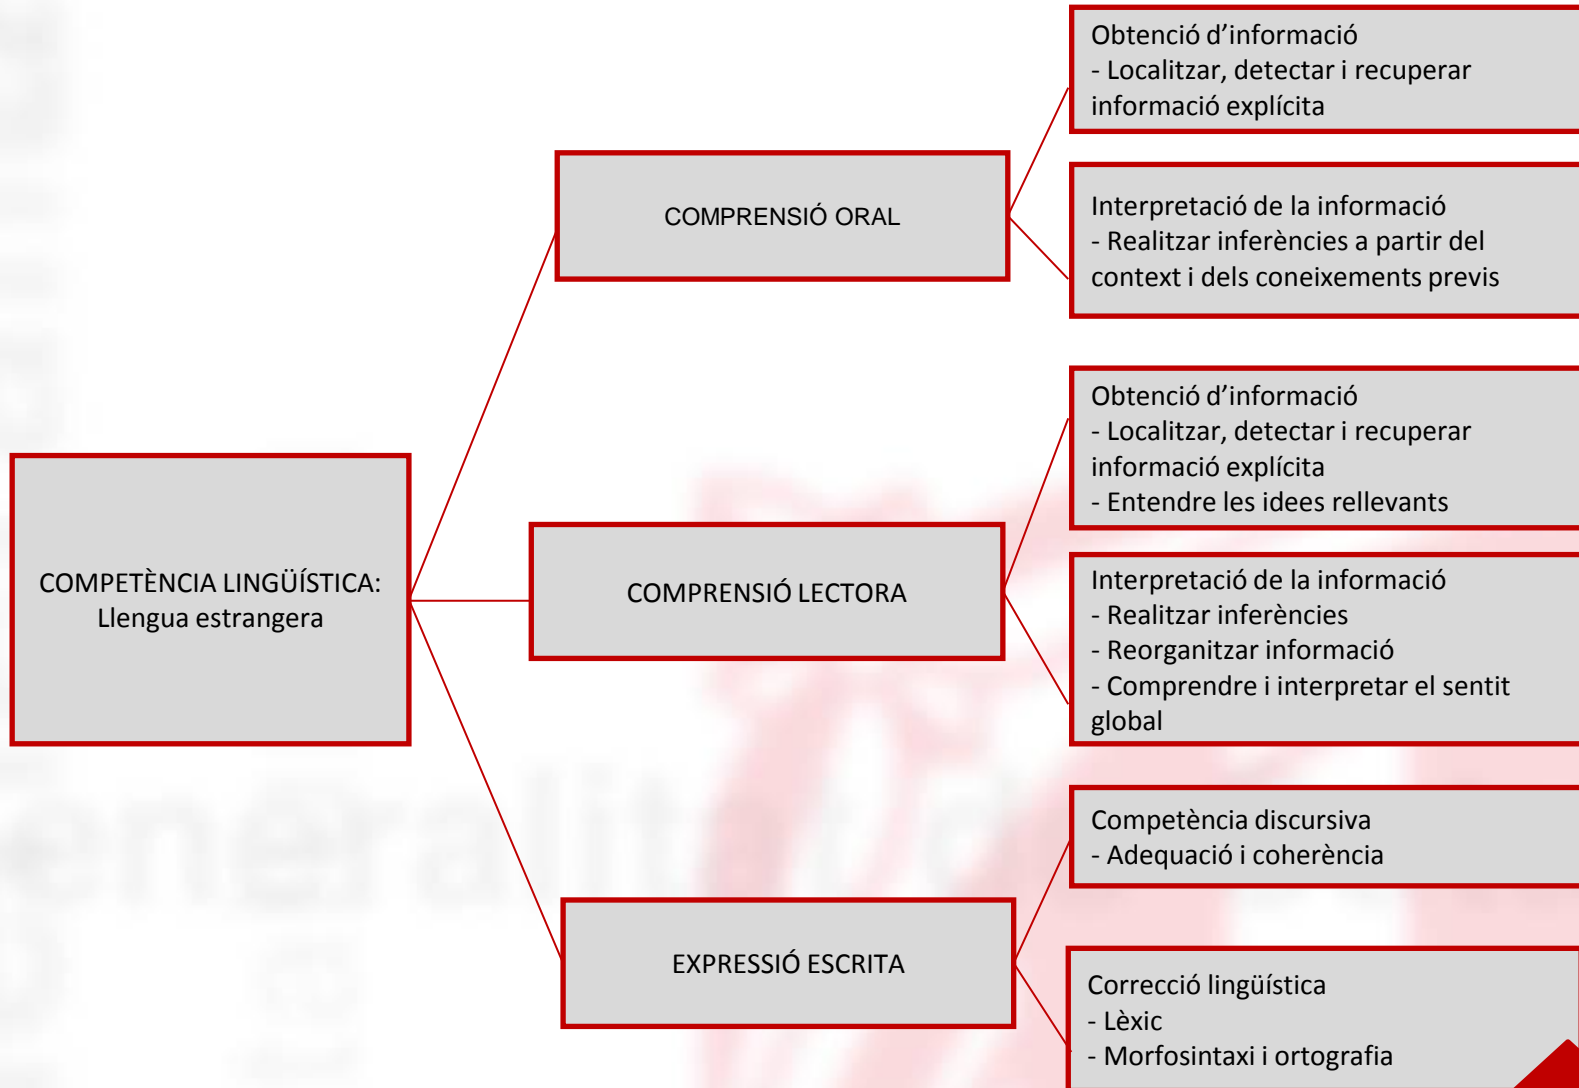 Obtenció d’informació
- Localitzar, detectar i recuperar
informació explícita
COMPRENSIÓ ORAL
Interpretació de la informació
- Realitzar inferències a partir del
context i dels coneixements previs
Obtenció d’informació
- Localitzar, detectar i recuperar
informació explícita
- Entendre les idees rellevants
COMPETÈNCIA LINGÜÍSTICA:
Llengua estrangera
COMPRENSIÓ LECTORA
Interpretació de la informació
- Realitzar inferències
- Reorganitzar informació
- Comprendre i interpretar el sentit
global
Competència discursiva
- Adequació i coherència
EXPRESSIÓ ESCRITA
Correcció lingüística
- Lèxic
- Morfosintaxi i ortografia